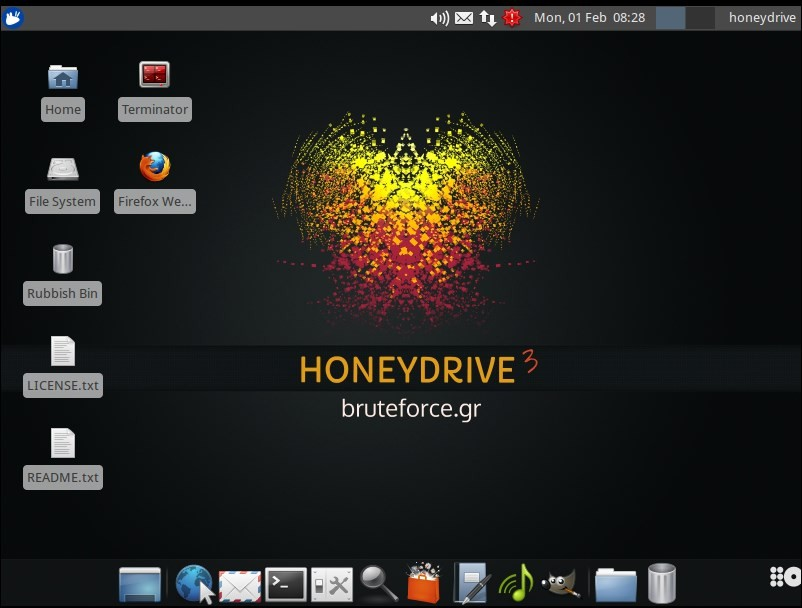 Mon, 01 Feb 08:28
honeydrive
Home
Terminator
File System
Firefox We...
Rubbish Bin
LICENSE.txt
README.txt
HONEYDRIVE 3
bruteforce.gr